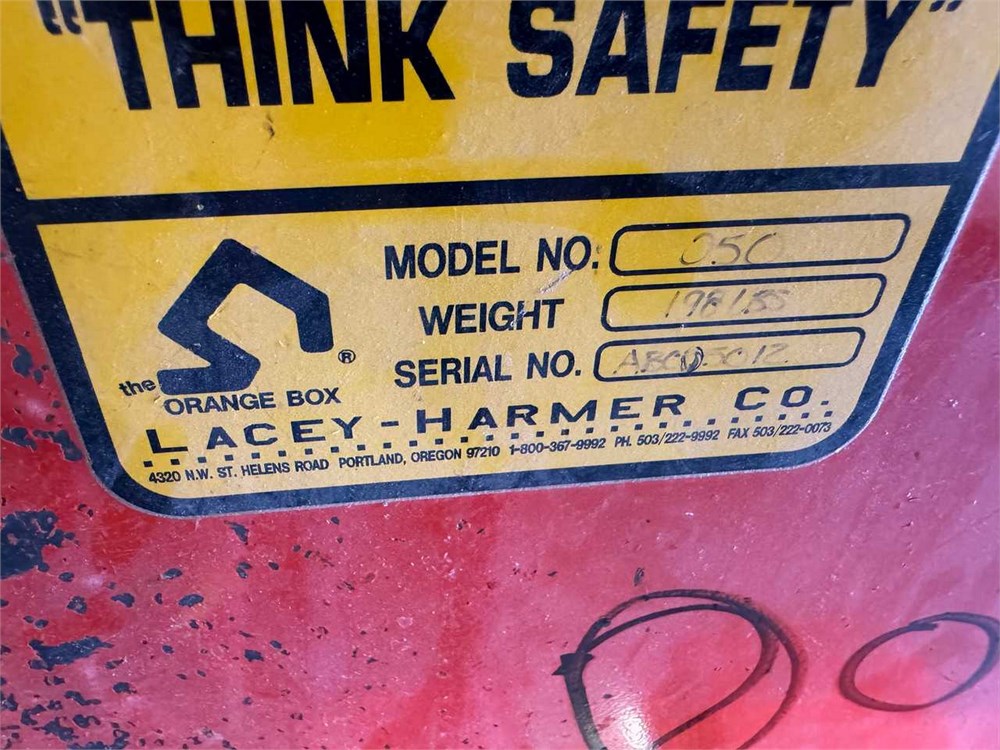 "THINK SAFETY"
MODEL NO. 050
WEIGHT 198 LBS
SERIAL NO.
the ORANGE BOX ®
LACEY-HARMER CO.
4320 N.W. ST. HELENS ROAD PORTLAND, OREGON 97210 1-800-367-9992 PH. 503/222-9992 FAX 503/222-0073